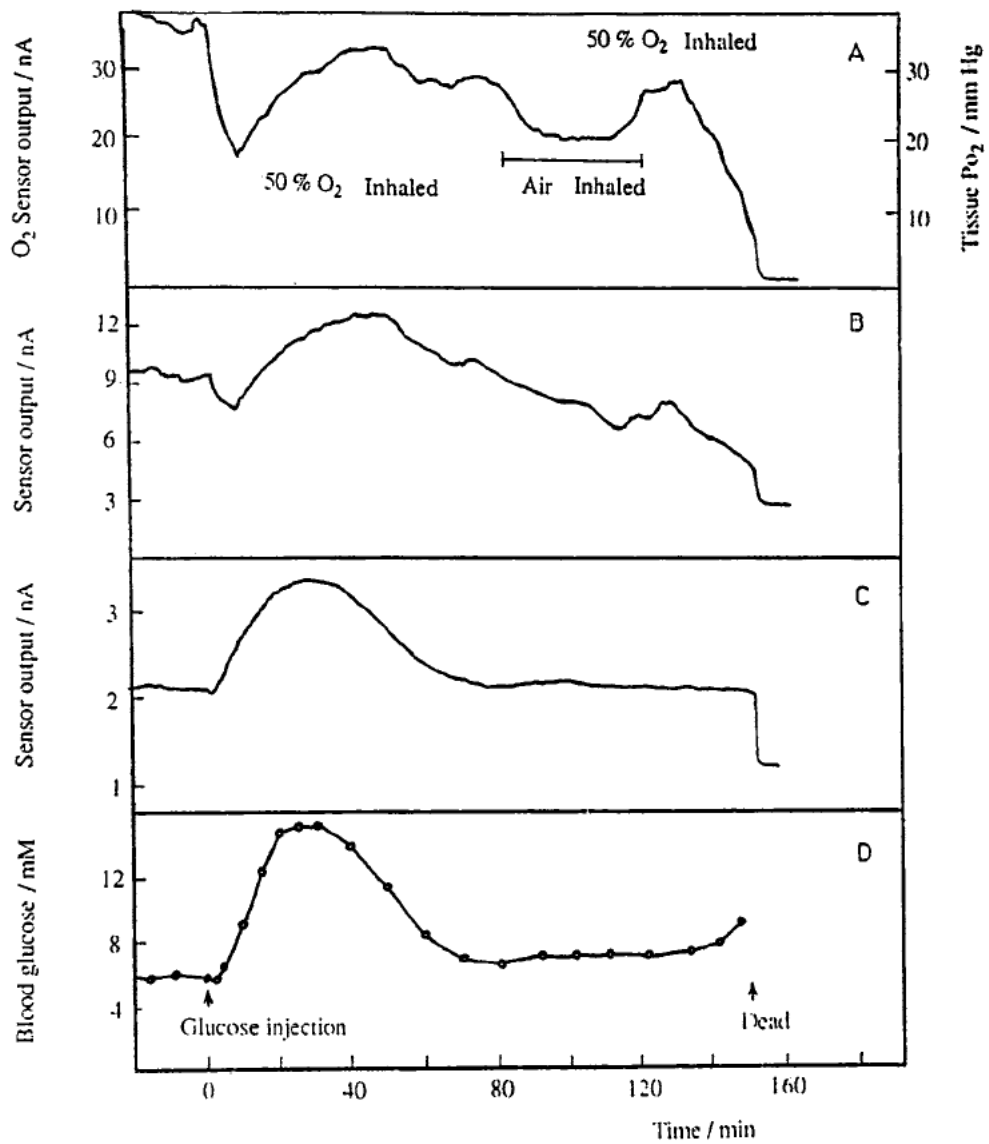 50 % O2 Inhaled
A
30
20
10
O2 Sensor output / nA
30
20
10
Tissue Po2 / mm Hg
50 % O2 Inhaled
Air Inhaled
B
12
9
6
3
Sensor output / nA
C
3
2
1
Sensor output / nA
D
12
8
4
Blood glucose / mM
Glucose injection
Dead
0
40
80
120
160
Time / min